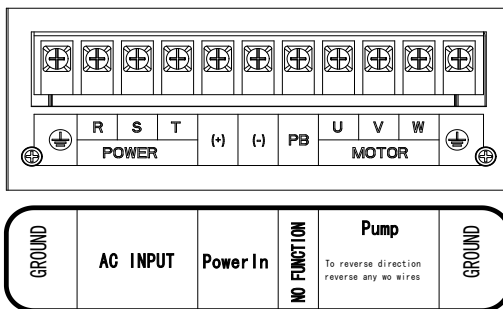 R S T (+) (-) PB U V W
POWER MOTOR
GROUND
AC INPUT
Power In
NO FUNCTION
Pump
To reverse direction
reverse any wo wires
GROUND